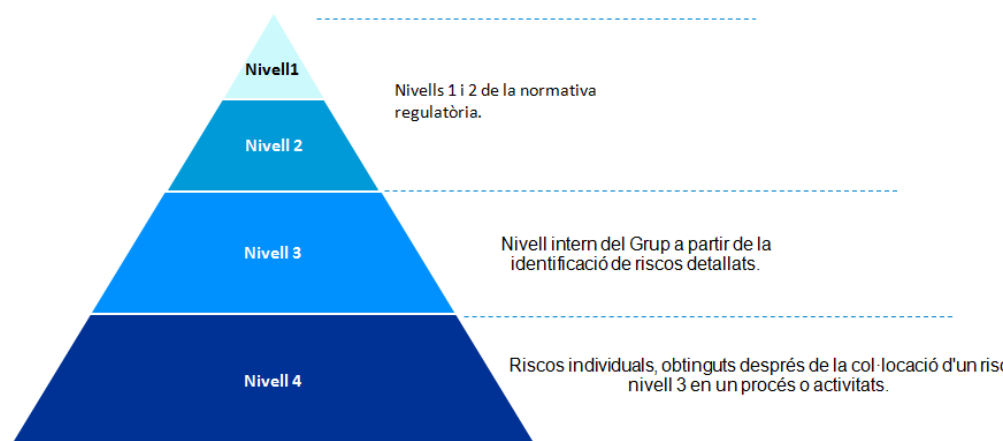 Nivell1
Nivells 1 i 2 de la normativa
regulatòria.
Nivell 2
Nivell 3
Nivell intern del Grup a partir de la
identificació de riscos detallats.
Nivell 4
Riscos individuals, obtinguts després de la col·locació d'un risc
nivell 3 en un procés o activitats.